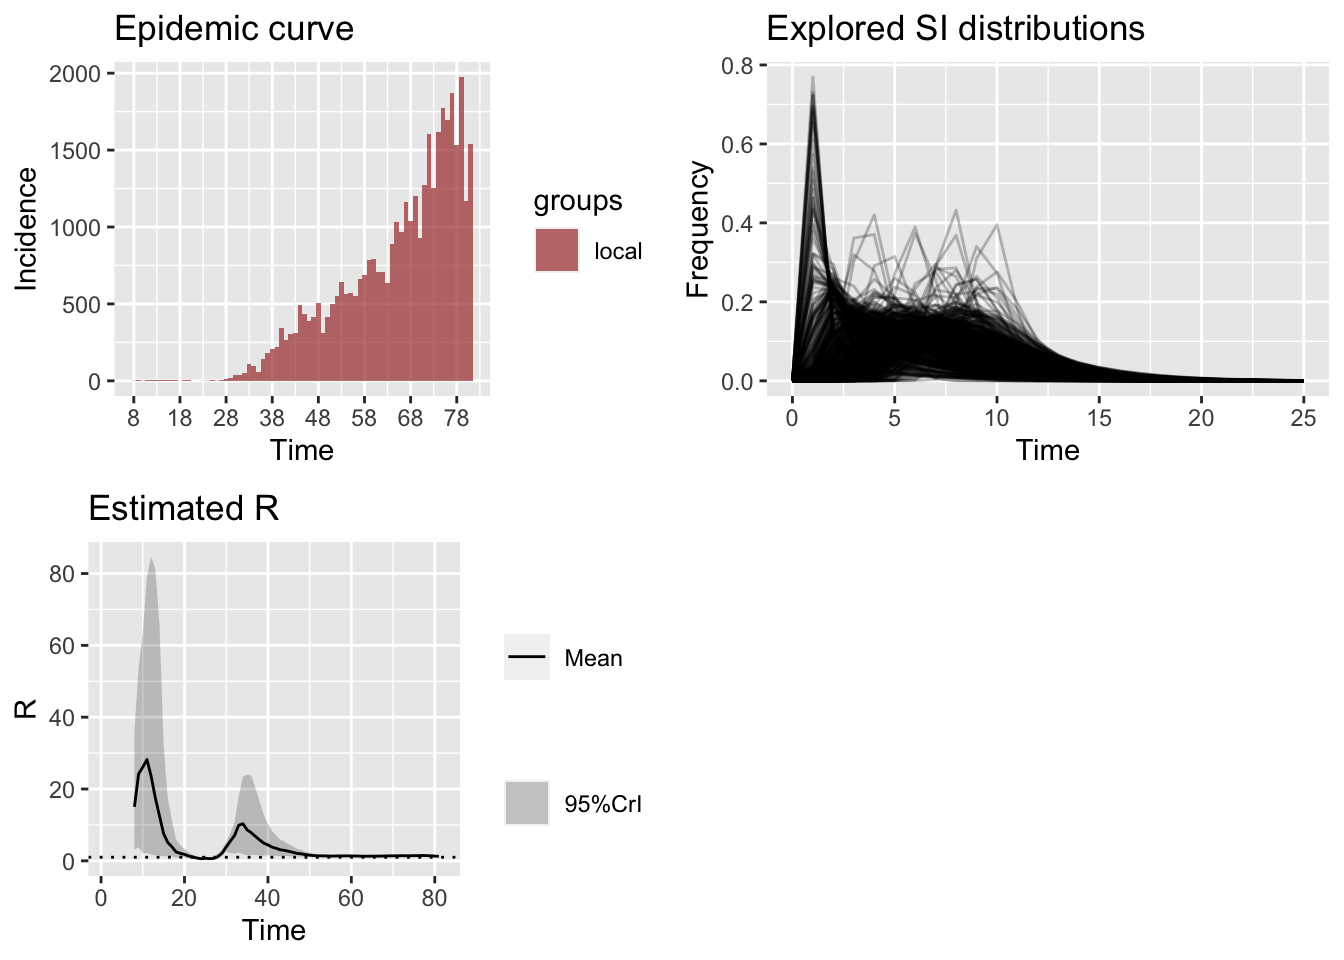 Epidemic curve
2000
1500
1000
500
0
Incidence
8 18 28 38 48 58 68 78
Time
groups
local
Explored SI distributions
0.8
0.6
0.4
0.2
0.0
Frequency
0 5 10 15 20 25
Time
Estimated R
80
60
40
20
0
R
0 20 40 60 80
Time
Mean
95%CrI